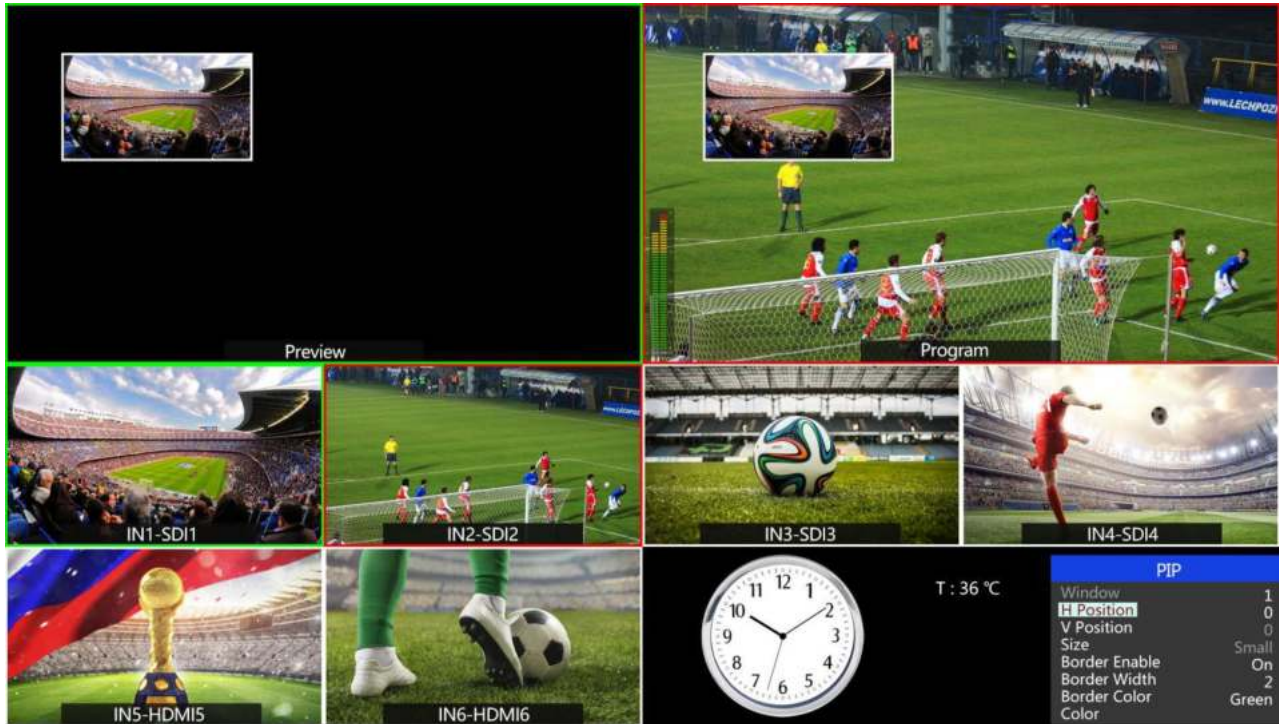 www.LECHPOZ
Preview
Program
IN1-SDI1
IN2-SDI2
IN3-SDI3
IN4-SDI4
12
1
2
3
4
5
6
7
8
9
10
11
T : 36 ℃
PIP
Window 1
H Position 0
V Position 0
Size Small
Border Enable On
Border Width 2
Border Color Green
Color
IN5-HDMI5
IN6-HDMI6